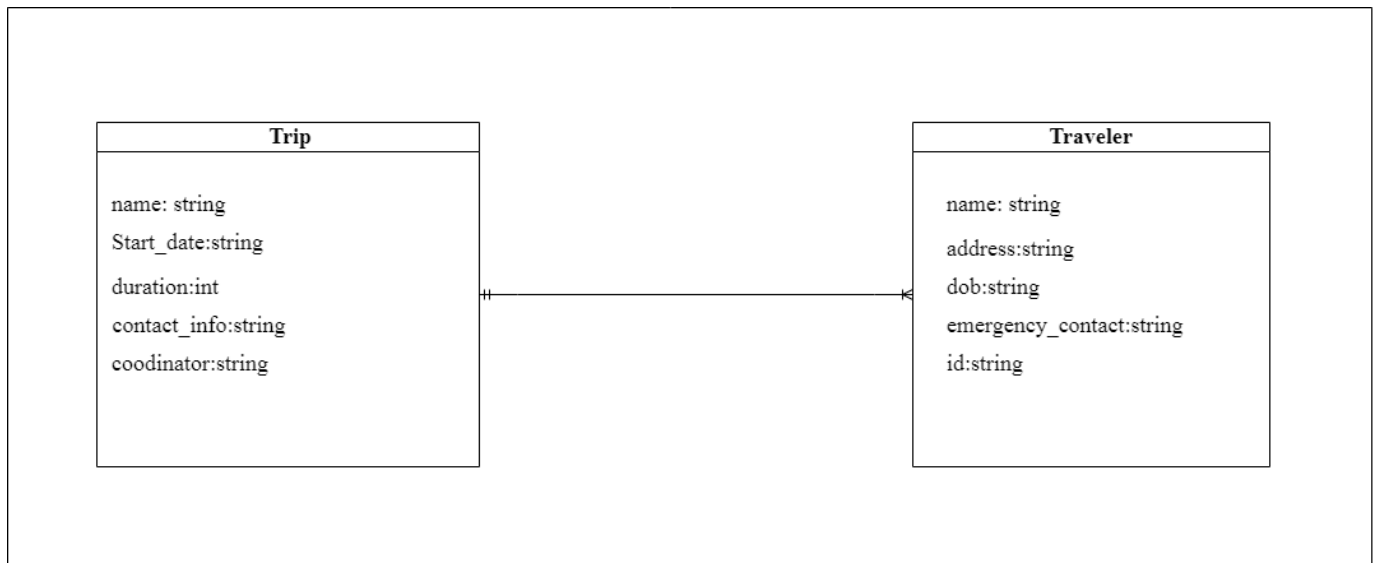 Trip
name: string
Start_date:string
duration:int
contact_info:string
coodinator:string
Traveler
name: string
address:string
dob:string
emergency_contact:string
id:string